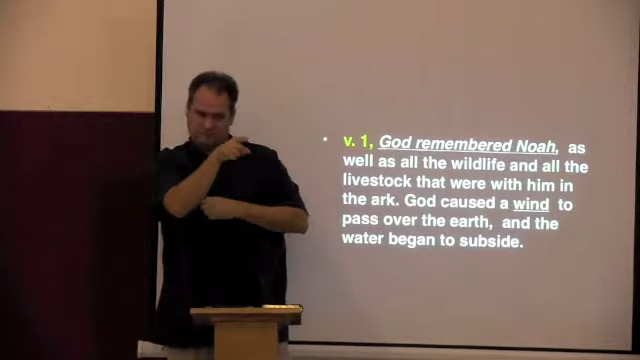 • v. 1, God remembered Noah, as
well as all the wildlife and all the
livestock that were with him in
the ark. God caused a wind to
pass over the earth, and the
water began to subside.